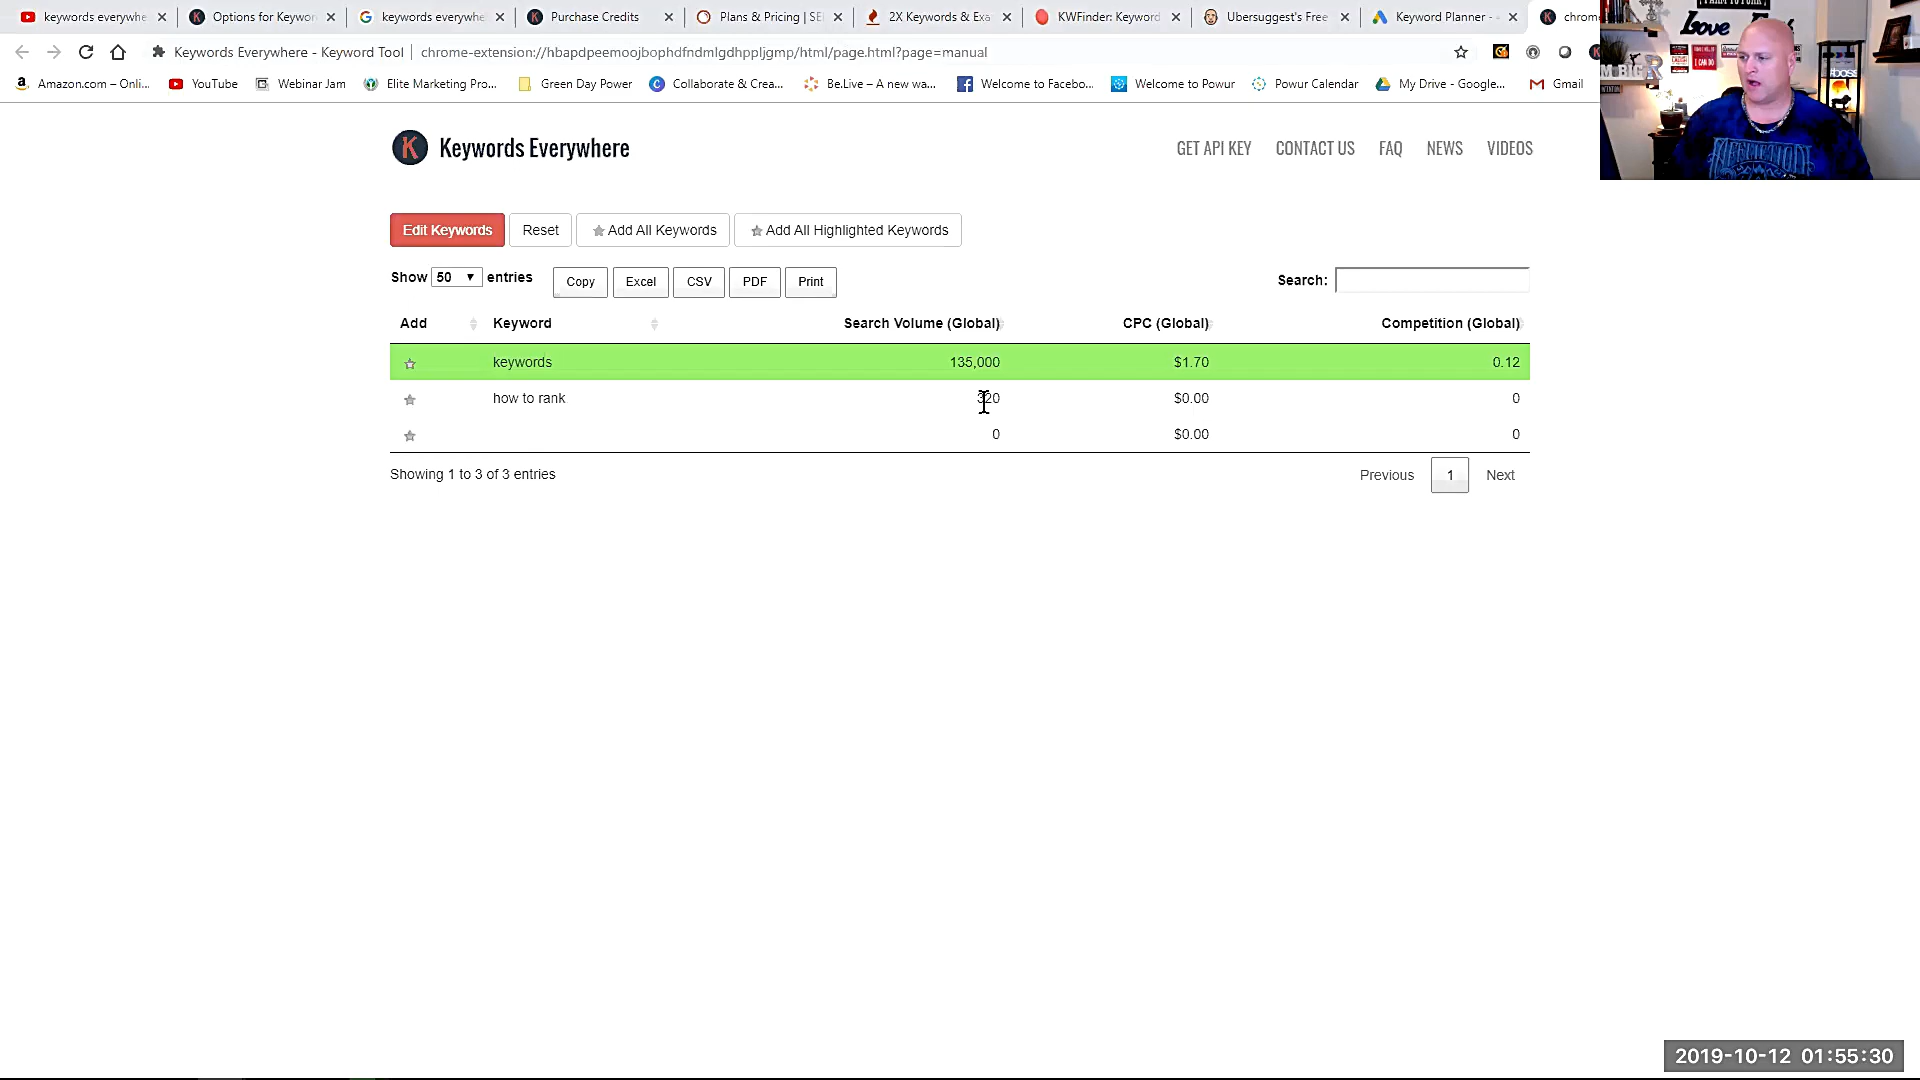 keywords everywhe
Options for Keywor
keywords everywhe
Purchase Credits
Plans & Pricing | SE
2X Keywords & Exa
KWFinder: Keyword
Ubersuggest's Free
Keyword Planner -
chrom
Keywords Everywhere - Keyword Tool
chrome-extension://hbapdpeemoojbophdfndmlgdhppljgmp/html/page.html?page=manual
Amazon.com – Onli...
YouTube
Webinar Jam
Elite Marketing Pro...
Green Day Power
Collaborate & Crea...
Be.Live – A new wa...
Welcome to Facebo...
Welcome to Powur
Powur Calendar
My Drive - Google...
Gmail
Love
I CAN DO
#boss
K Keywords Everywhere
GET API KEY
CONTACT US
FAQ
NEWS
VIDEOS
Edit Keywords
Reset
Add All Keywords
Add All Highlighted Keywords
Show 50 entries
Copy
Excel
CSV
PDF
Print
Search:
Add Keyword Search Volume (Global) CPC (Global) Competition (Global)
keywords 135,000 $1.70 0.12
how to rank 320 $0.00 0
0 $0.00 0
Showing 1 to 3 of 3 entries
Previous 1 Next
2019-10-12 01:55:30